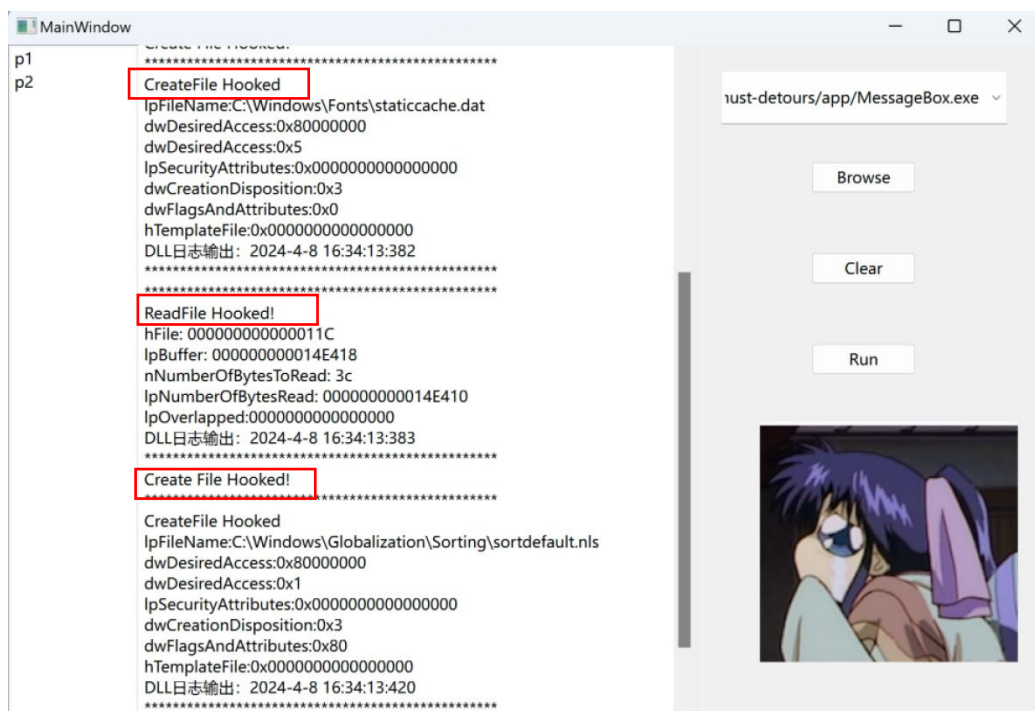 MainWindow
p1
p2
Create File Hooked!
**************************************************
CreateFile Hooked
lpFileName:C:\Windows\Fonts\staticcache.dat
dwDesiredAccess:0x80000000
dwDesiredAccess:0x5
lpSecurityAttributes:0x0000000000000000
dwCreationDisposition:0x3
dwFlagsAndAttributes:0x0
hTemplateFile:0x0000000000000000
DLL日志输出：2024-4-8 16:34:13:382
**************************************************
**************************************************
ReadFile Hooked!
hFile: 000000000000011C
lpBuffer: 000000000014E418
nNumberOfBytesToRead: 3c
lpNumberOfBytesRead: 000000000014E410
lpOverlapped:0000000000000000
DLL日志输出：2024-4-8 16:34:13:383
**************************************************
Create File Hooked!
**************************************************
CreateFile Hooked
lpFileName:C:\Windows\Globalization\Sorting\sortdefault.nls
dwDesiredAccess:0x80000000
dwDesiredAccess:0x1
lpSecurityAttributes:0x0000000000000000
dwCreationDisposition:0x3
dwFlagsAndAttributes:0x80
hTemplateFile:0x0000000000000000
DLL日志输出：2024-4-8 16:34:13:420
**************************************************
ust-detours/app/MessageBox.exe
Browse
Clear
Run